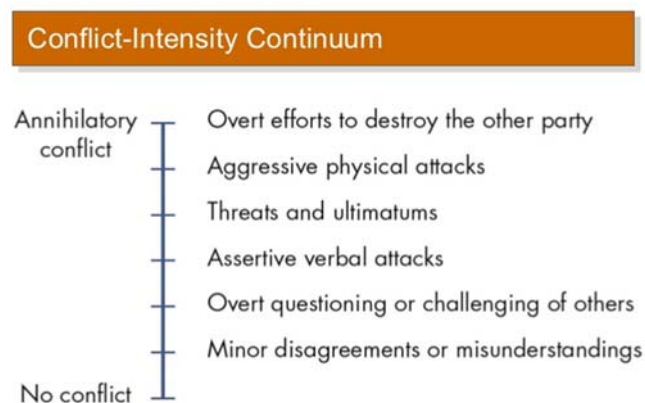 Conflict-Intensity Continuum
Annihilatory
conflict
Overt efforts to destroy the other party
Aggressive physical attacks
Threats and ultimatums
Assertive verbal attacks
Overt questioning or challenging of others
Minor disagreements or misunderstandings
No conflict